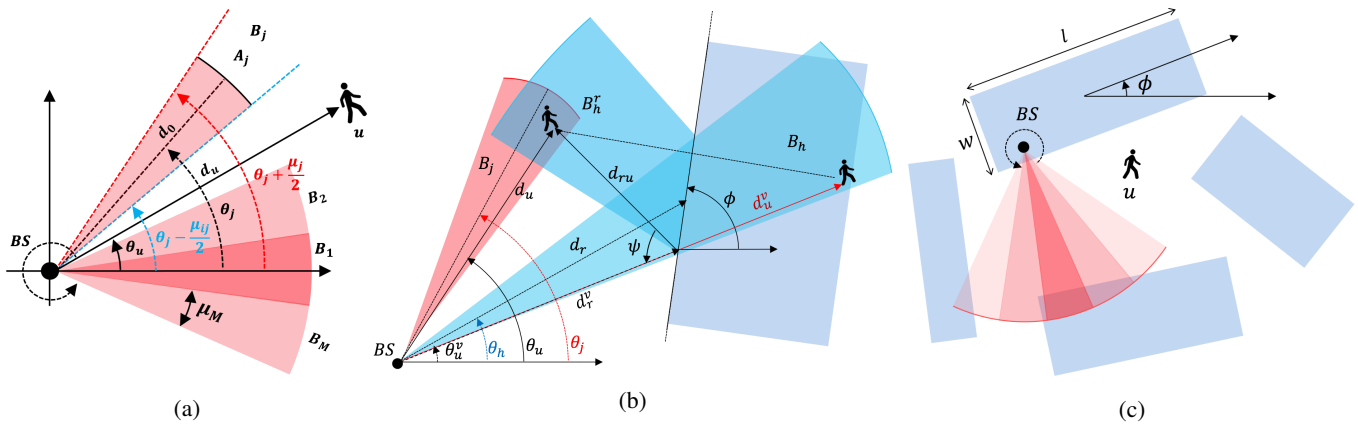 B_j
A_j
d_0
u
d_u
θ_j + μ_j/2
B_2
θ_j
BS
θ_j − μ_ij/2
B_1
θ_u
μ_M
B_M
(a)
B_h^r
B_j
B_h
d_u
d_ru
d_u^v
ϕ
d_r
ψ
d_r^v
BS
θ_u^v
θ_h
θ_u
θ_j
(b)
l
ϕ
BS
w
u
(c)